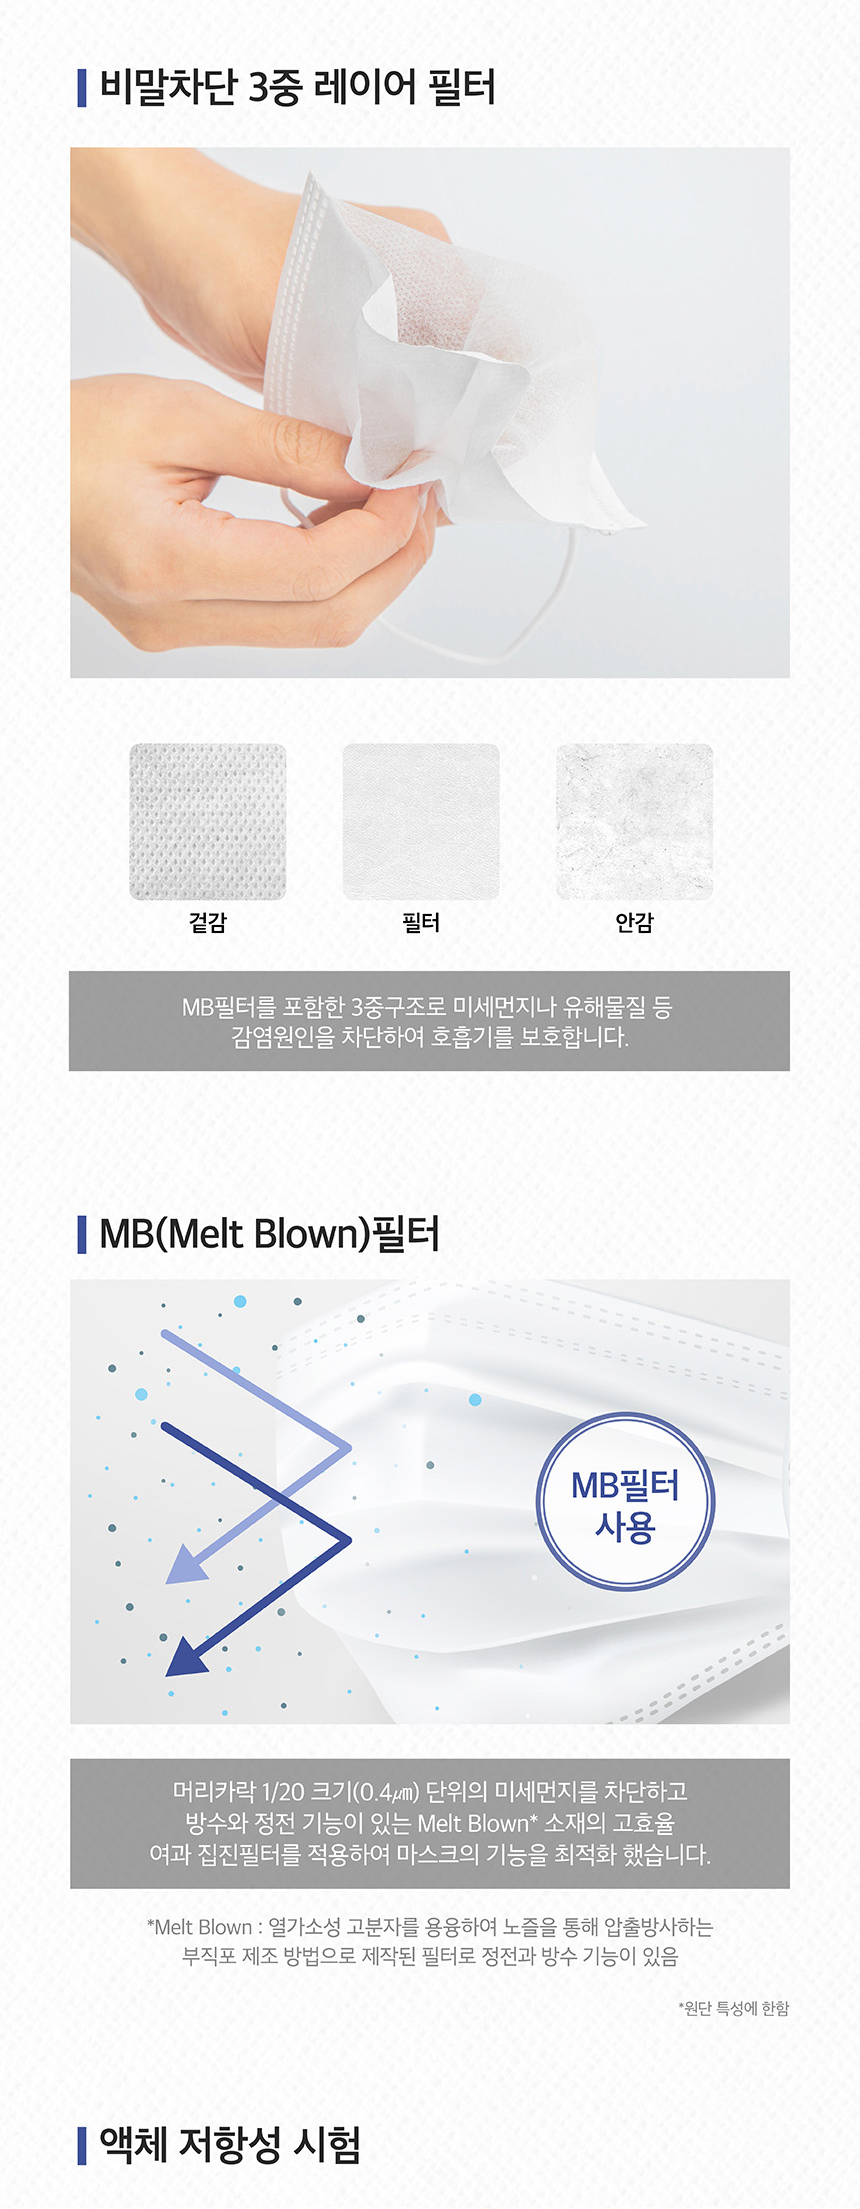 비말차단 3중 레이어 필터
겉감
필터
안감
MB필터를 포함한 3중구조로 미세먼지나 유해물질 등
감염원인을 차단하여 호흡기를 보호합니다.
MB(Melt Blown)필터
MB필터
사용
머리카락 1/20 크기(0.4㎛) 단위의 미세먼지를 차단하고
방수와 정전 기능이 있는 Melt Blown* 소재의 고효율
여과 집진필터를 적용하여 마스크의 기능을 최적화 했습니다.
*Melt Blown : 열가소성 고분자를 용융하여 노즐을 통해 압출방사하는
부직포 제조 방법으로 제작된 필터로 정전과 방수 기능이 있음
*원단 특성에 한함
액체 저항성 시험